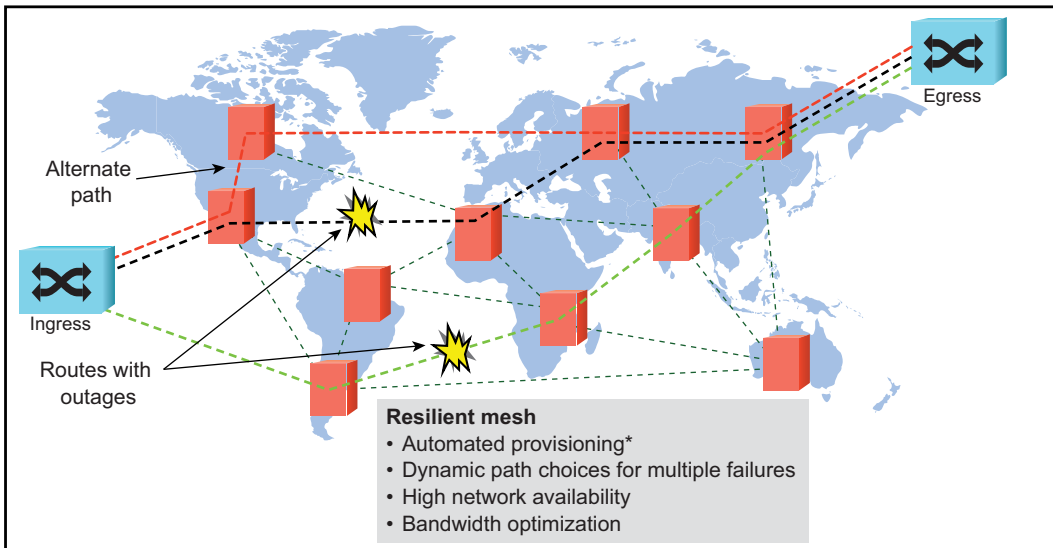 Egress
Alternate
path
Ingress
Routes with
outages
Resilient mesh
• Automated provisioning*
• Dynamic path choices for multiple failures
• High network availability
• Bandwidth optimization